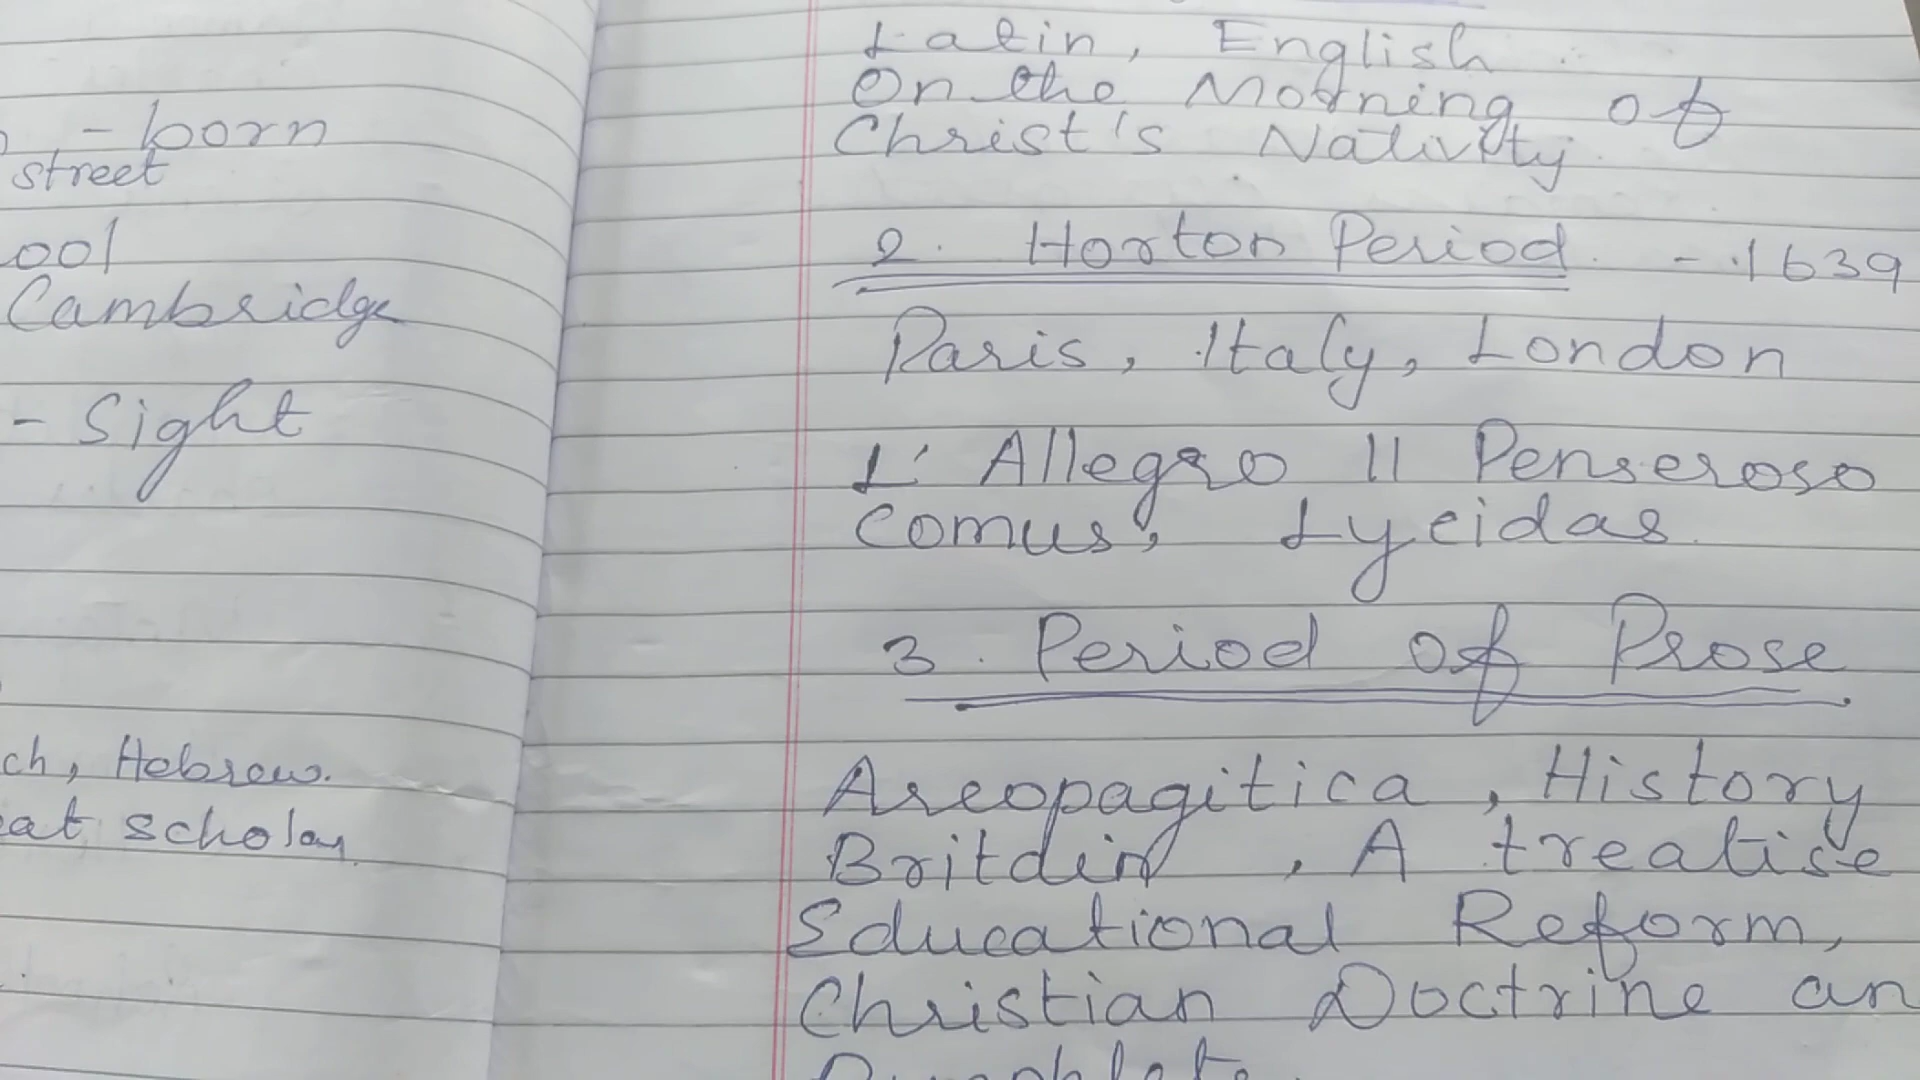 - born
street
ool
Cambridge
- Sight
ch, Hebrew.
eat scholar
Latin, English
On the Morning of
Christ's Nativity
2. Horton Period. - 1639
Paris, Italy, London
L' Allegro Il Penseroso
Comus, Lycidas.
3. Period of Prose
Areopagitica, History
Britain, A treatise
Educational Reform,
Christian Doctrine an